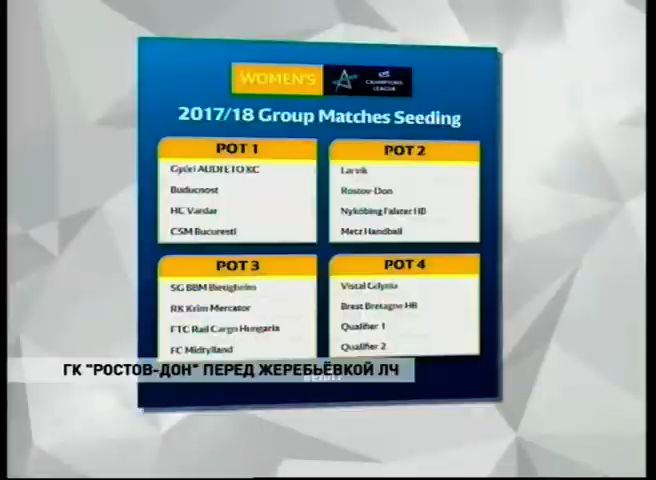 WOMEN'S
CHAMPIONS
LEAGUE
2017/18 Group Matches Seeding
POT 1
Győri AUDI ETO KC
Buducnost
HC Vardar
CSM Bucuresti
POT 2
Larvik
Rostov-Don
Nyköbing Falster HB
Metz Handball
POT 3
SG BBM Bietigheim
RK Krim Mercator
FTC Rail Cargo Hungaria
FC Midtjylland
POT 4
Vistal Gdynia
Brest Bretagne HB
Qualifier 1
Qualifier 2
ГК "РОСТОВ-ДОН" ПЕРЕД ЖЕРЕБЬЁВКОЙ ЛЧ